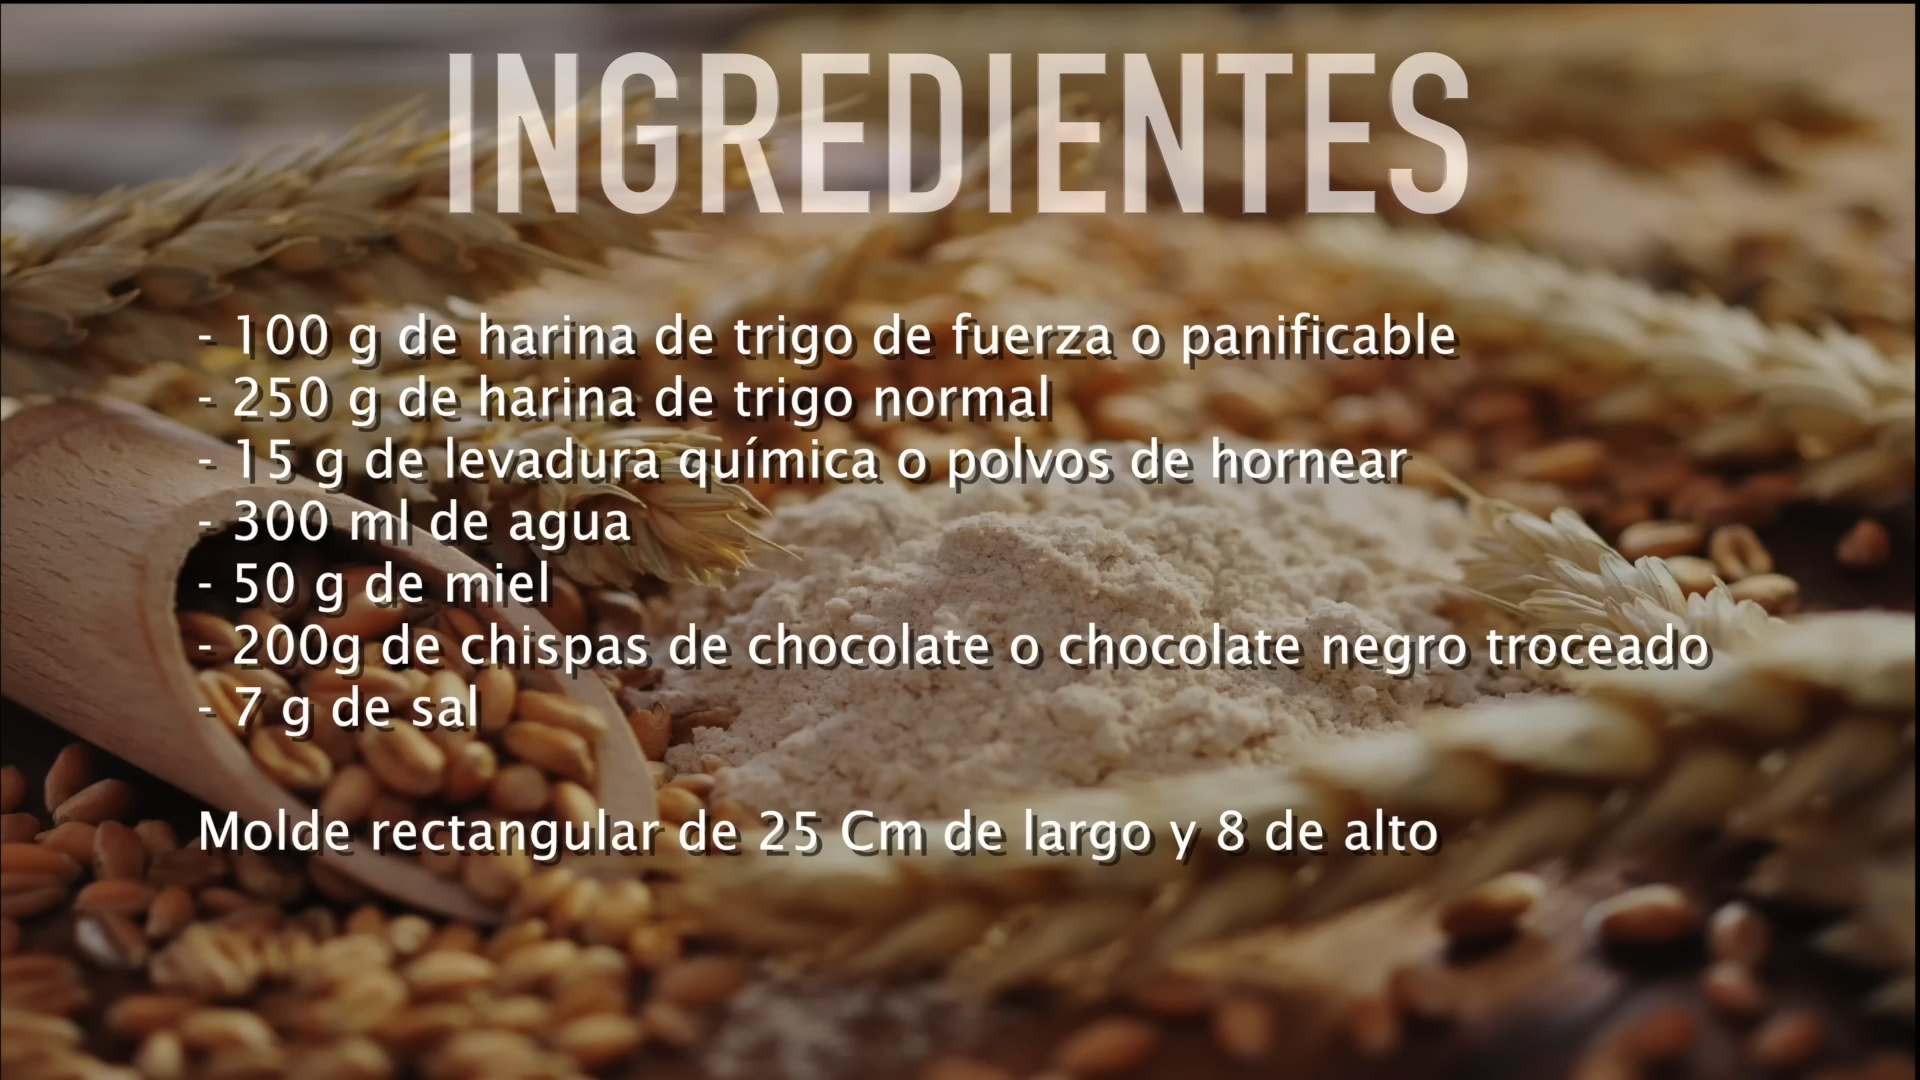 INGREDIENTES
- 100 g de harina de trigo de fuerza o panificable
- 250 g de harina de trigo normal
- 15 g de levadura química o polvos de hornear
- 300 ml de agua
- 50 g de miel
- 200g de chispas de chocolate o chocolate negro troceado
- 7 g de sal
Molde rectangular de 25 Cm de largo y 8 de alto